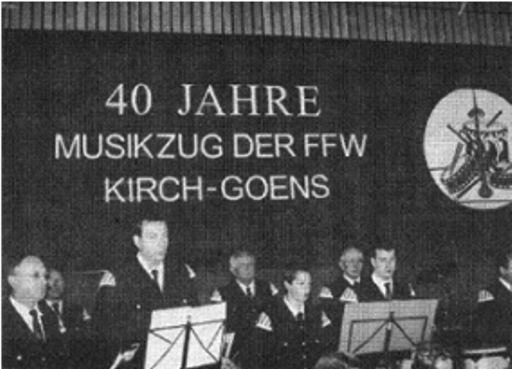 40 JAHRE
MUSIKZUG DER FFW
KIRCH-GOENS